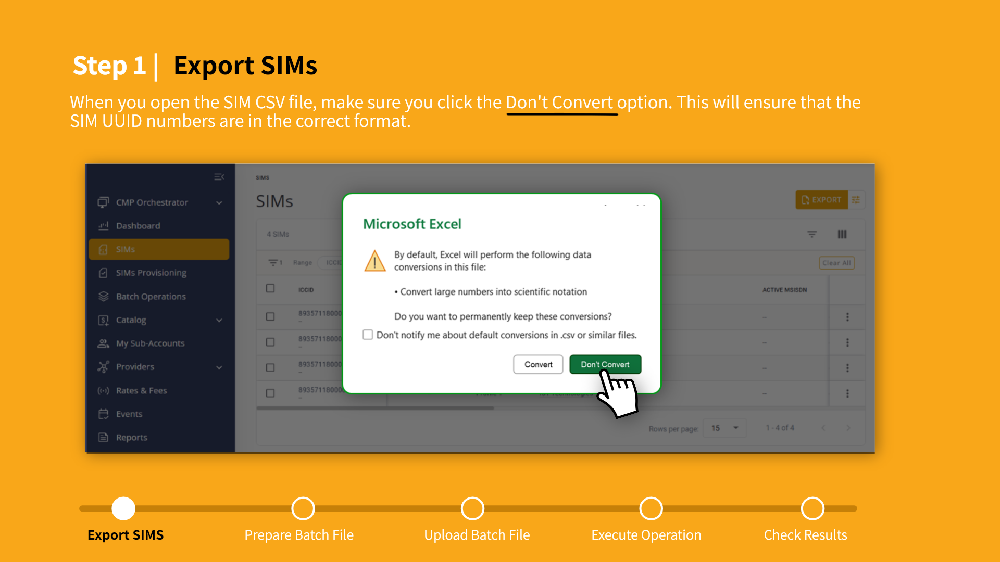 Step 1 | Export SIMs
When you open the SIM CSV file, make sure you click the Don't Convert option. This will ensure that the
SIM UUID numbers are in the correct format.
CMP Orchestrator
Dashboard
SIMs
SIMs Provisioning
Batch Operations
Catalog
My Sub-Accounts
Providers
Rates & Fees
Events
Reports
SIMS
SIMs
EXPORT
4 SIMs
1 Range ICCID
Clear All
ICCID
ACTIVE MSISDN
89357118000
--
--
89357118000
--
--
89357118000
--
--
89357118000
--
--
Rows per page: 15 1 - 4 of 4
Microsoft Excel
By default, Excel will perform the following data
conversions in this file:
• Convert large numbers into scientific notation
Do you want to permanently keep these conversions?
Don't notify me about default conversions in .csv or similar files.
Convert
Don't Convert
Export SIMS
Prepare Batch File
Upload Batch File
Execute Operation
Check Results